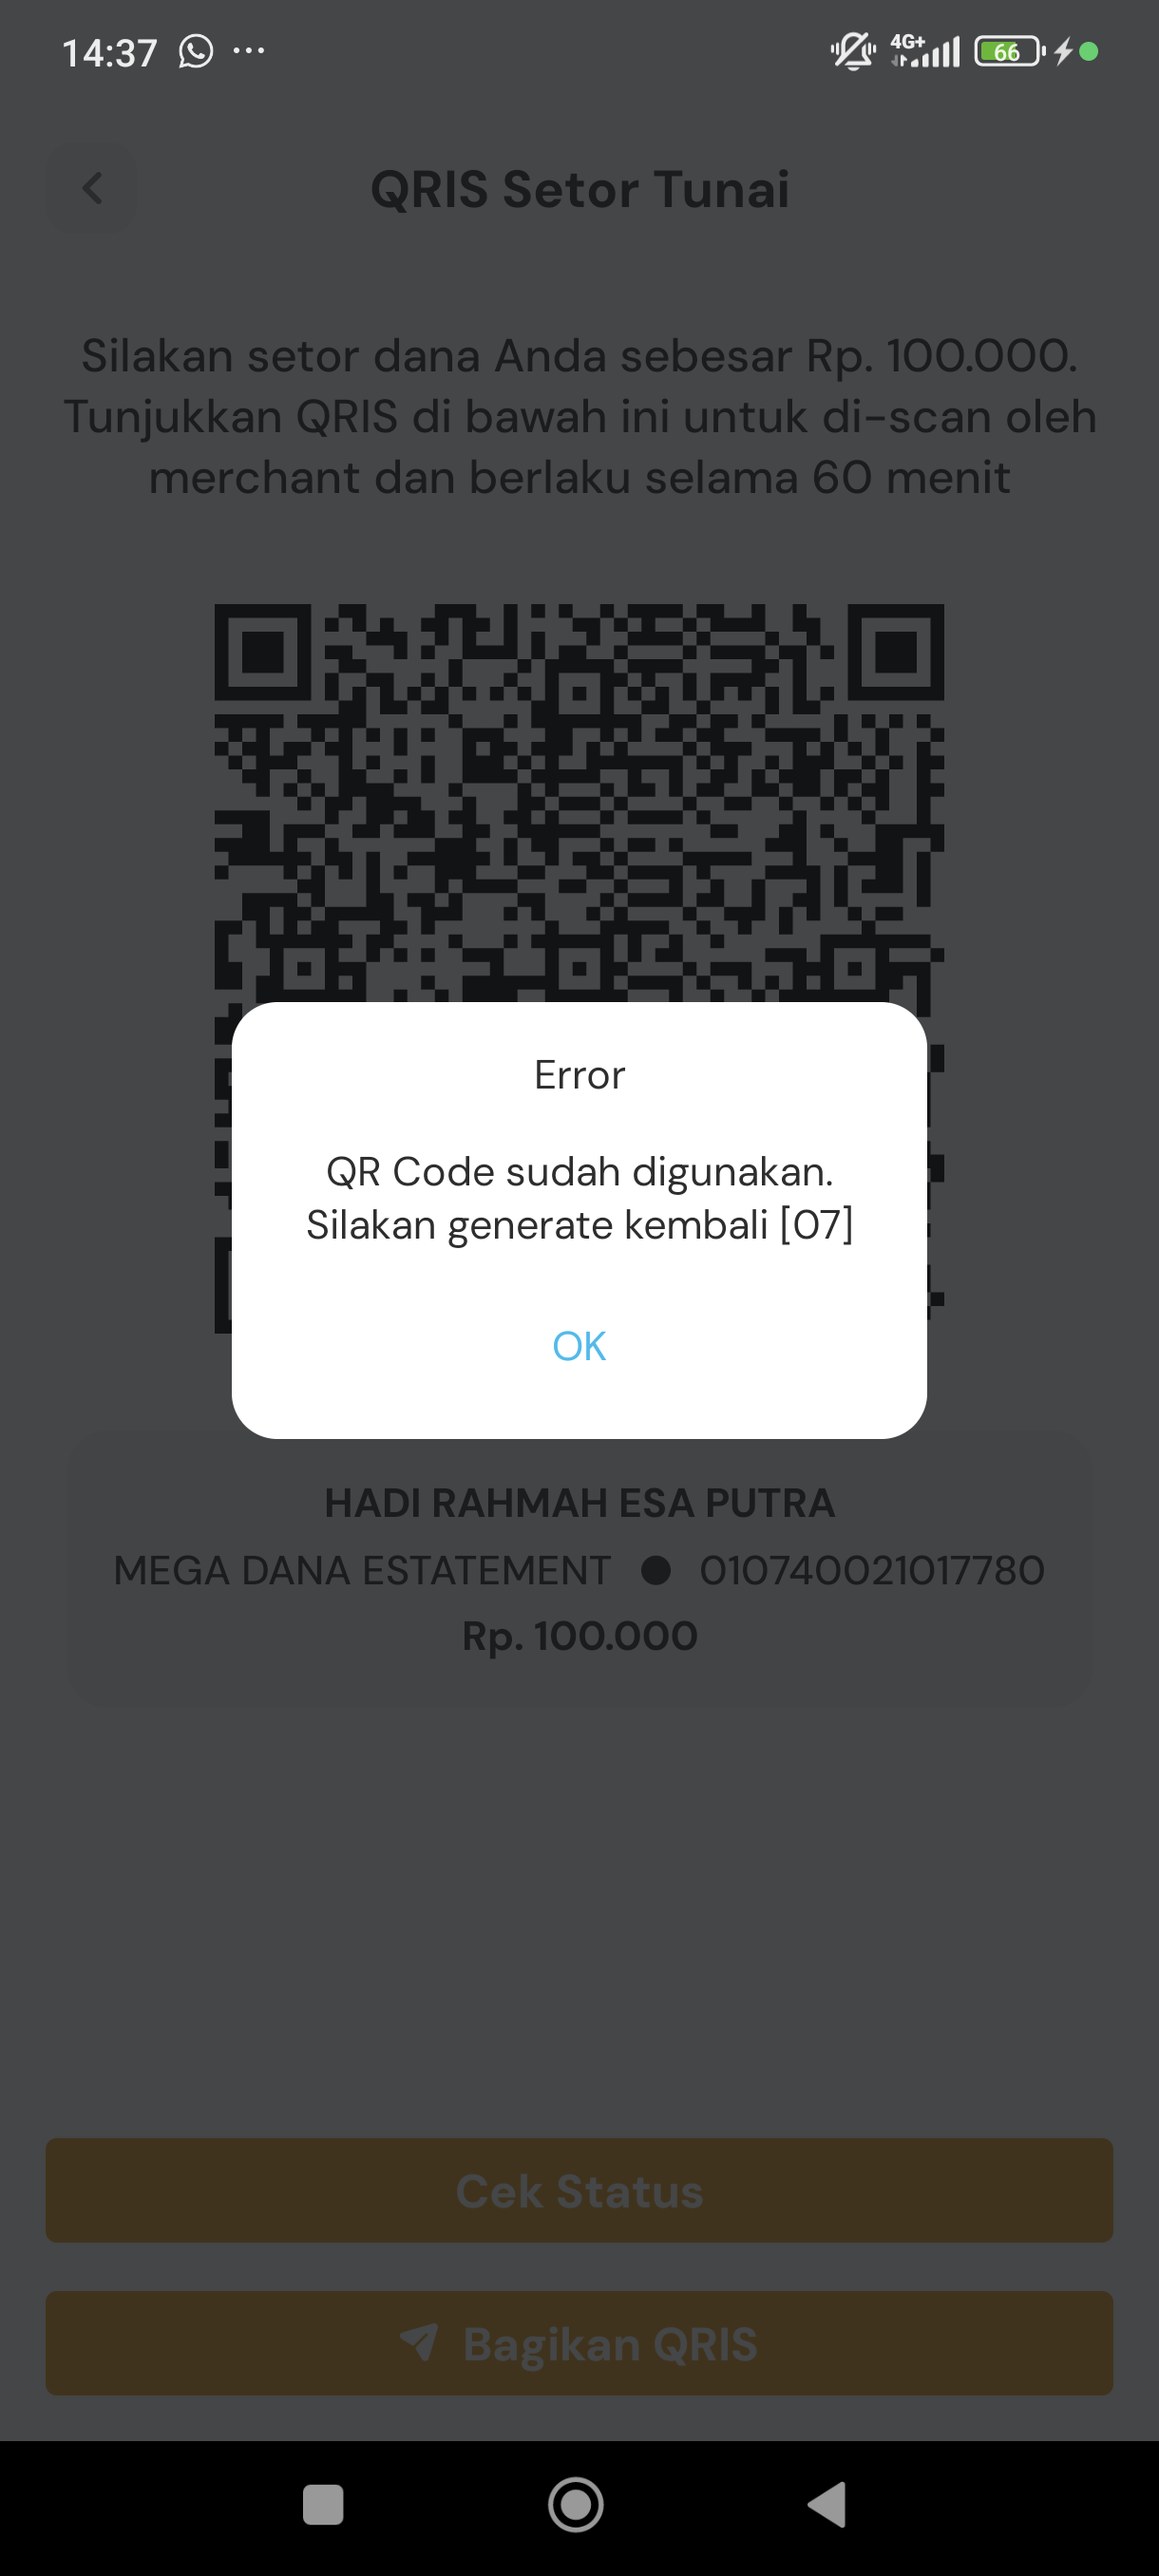 14:37
4G+
66
QRIS Setor Tunai
Silakan setor dana Anda sebesar Rp. 100.000.
Tunjukkan QRIS di bawah ini untuk di-scan oleh
merchant dan berlaku selama 60 menit
Error
QR Code sudah digunakan.
Silakan generate kembali [07]
OK
HADI RAHMAH ESA PUTRA
MEGA DANA ESTATEMENT ● 010740021017780
Rp. 100.000
Cek Status
Bagikan QRIS